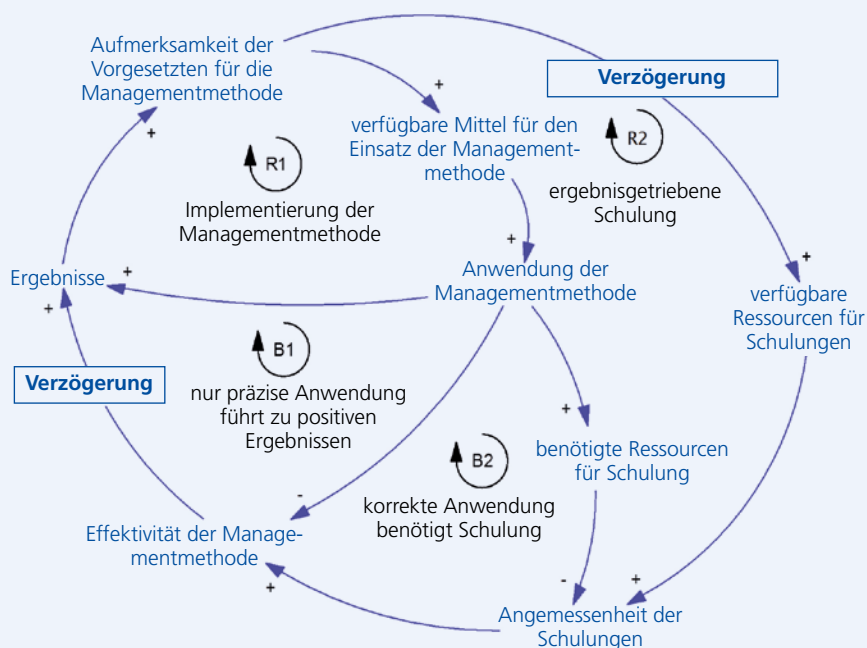 Aufmerksamkeit der
Vorgesetzten für die
Managementmethode
Verzögerung
+
verfügbare Mittel für den
Einsatz der Management-
methode
+
R1
R2
Implementierung der
Managementmethode
ergebnisgetriebene
Schulung
+
+
Ergebnisse
+
+
Anwendung der
Managementmethode
verfügbare
Ressourcen für
Schulungen
B1
Verzögerung
nur präzise Anwendung
führt zu positiven
Ergebnissen
+
benötigte Ressourcen
für Schulung
B2
korrekte Anwendung
benötigt Schulung
-
Effektivität der Manage-
mentmethode
+
-
+
Angemessenheit der
Schulungen